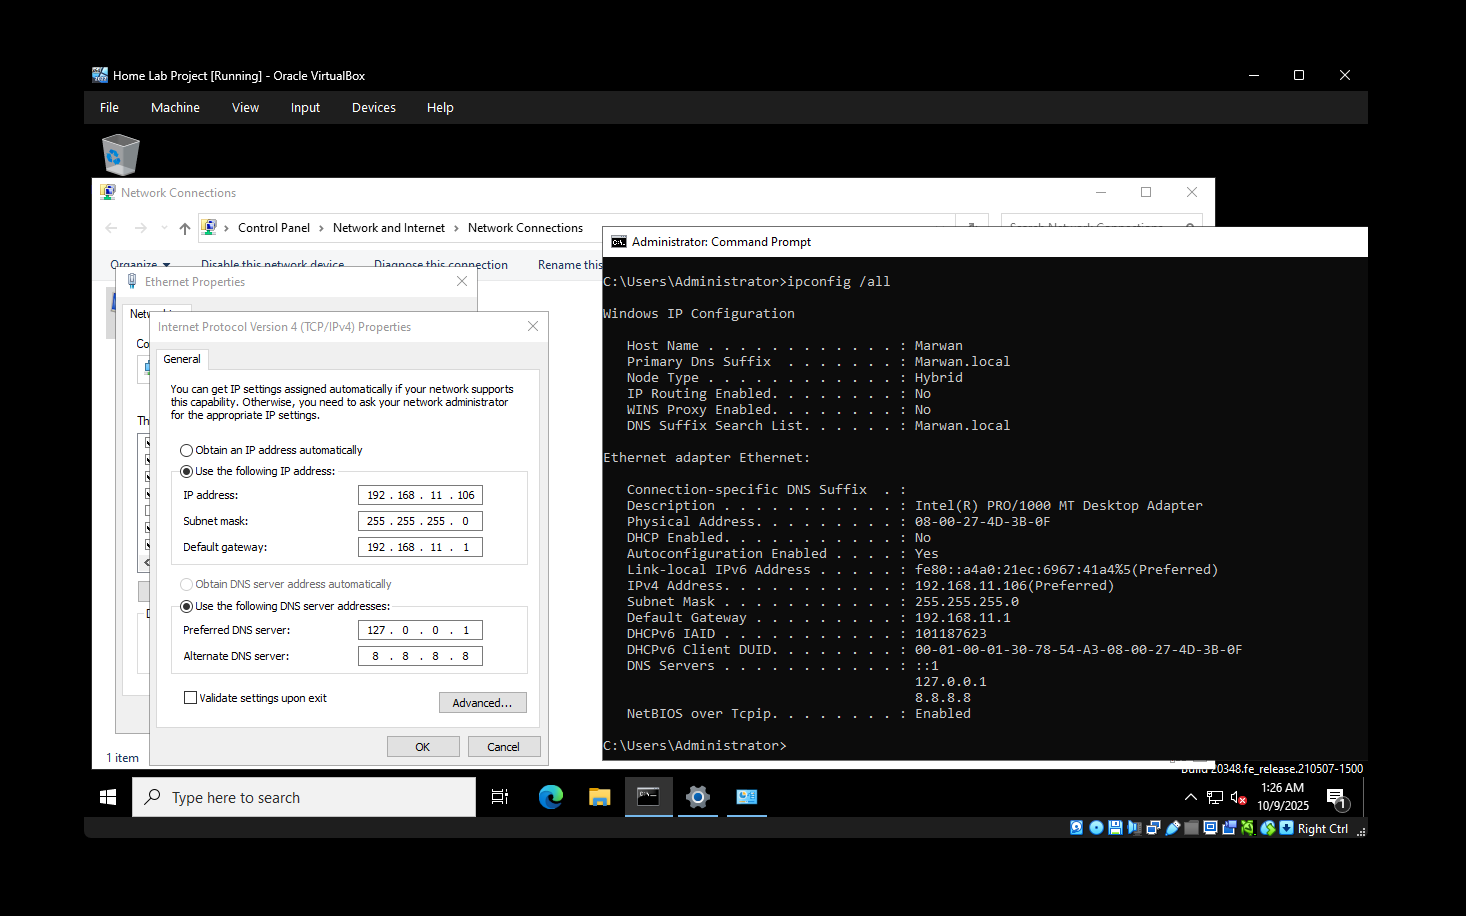 Home Lab Project [Running] - Oracle VirtualBox
File Machine View Input Devices Help
Network Connections
Control Panel › Network and Internet › Network Connections
Organize Disable this network device Diagnose this connection Rename this
Ethernet Properties
Internet Protocol Version 4 (TCP/IPv4) Properties
General
You can get IP settings assigned automatically if your network supports
this capability. Otherwise, you need to ask your network administrator
for the appropriate IP settings.
Obtain an IP address automatically
Use the following IP address:
IP address: 192 . 168 . 11 . 106
Subnet mask: 255 . 255 . 255 . 0
Default gateway: 192 . 168 . 11 . 1
Obtain DNS server address automatically
Use the following DNS server addresses:
Preferred DNS server: 127 . 0 . 0 . 1
Alternate DNS server: 8 . 8 . 8 . 8
Validate settings upon exit
Advanced...
OK Cancel
1 item
Administrator: Command Prompt
C:\Users\Administrator>ipconfig /all
Windows IP Configuration
Host Name . . . . . . . . . . . . : Marwan
Primary Dns Suffix . . . . . . . : Marwan.local
Node Type . . . . . . . . . . . . : Hybrid
IP Routing Enabled. . . . . . . . : No
WINS Proxy Enabled. . . . . . . . : No
DNS Suffix Search List. . . . . . : Marwan.local
Ethernet adapter Ethernet:
Connection-specific DNS Suffix . :
Description . . . . . . . . . . . : Intel(R) PRO/1000 MT Desktop Adapter
Physical Address. . . . . . . . . : 08-00-27-4D-3B-0F
DHCP Enabled. . . . . . . . . . . : No
Autoconfiguration Enabled . . . . : Yes
Link-local IPv6 Address . . . . . : fe80::a4a0:21ec:6967:41a4%5(Preferred)
IPv4 Address. . . . . . . . . . . : 192.168.11.106(Preferred)
Subnet Mask . . . . . . . . . . . : 255.255.255.0
Default Gateway . . . . . . . . . : 192.168.11.1
DHCPv6 IAID . . . . . . . . . . . : 101187623
DHCPv6 Client DUID. . . . . . . . : 00-01-00-01-30-78-54-A3-08-00-27-4D-3B-0F
DNS Servers . . . . . . . . . . . : ::1
127.0.0.1
8.8.8.8
NetBIOS over Tcpip. . . . . . . . : Enabled
C:\Users\Administrator>
Build 20348.fe_release.210507-1500
Type here to search
1:26 AM
10/9/2025
1
Right Ctrl